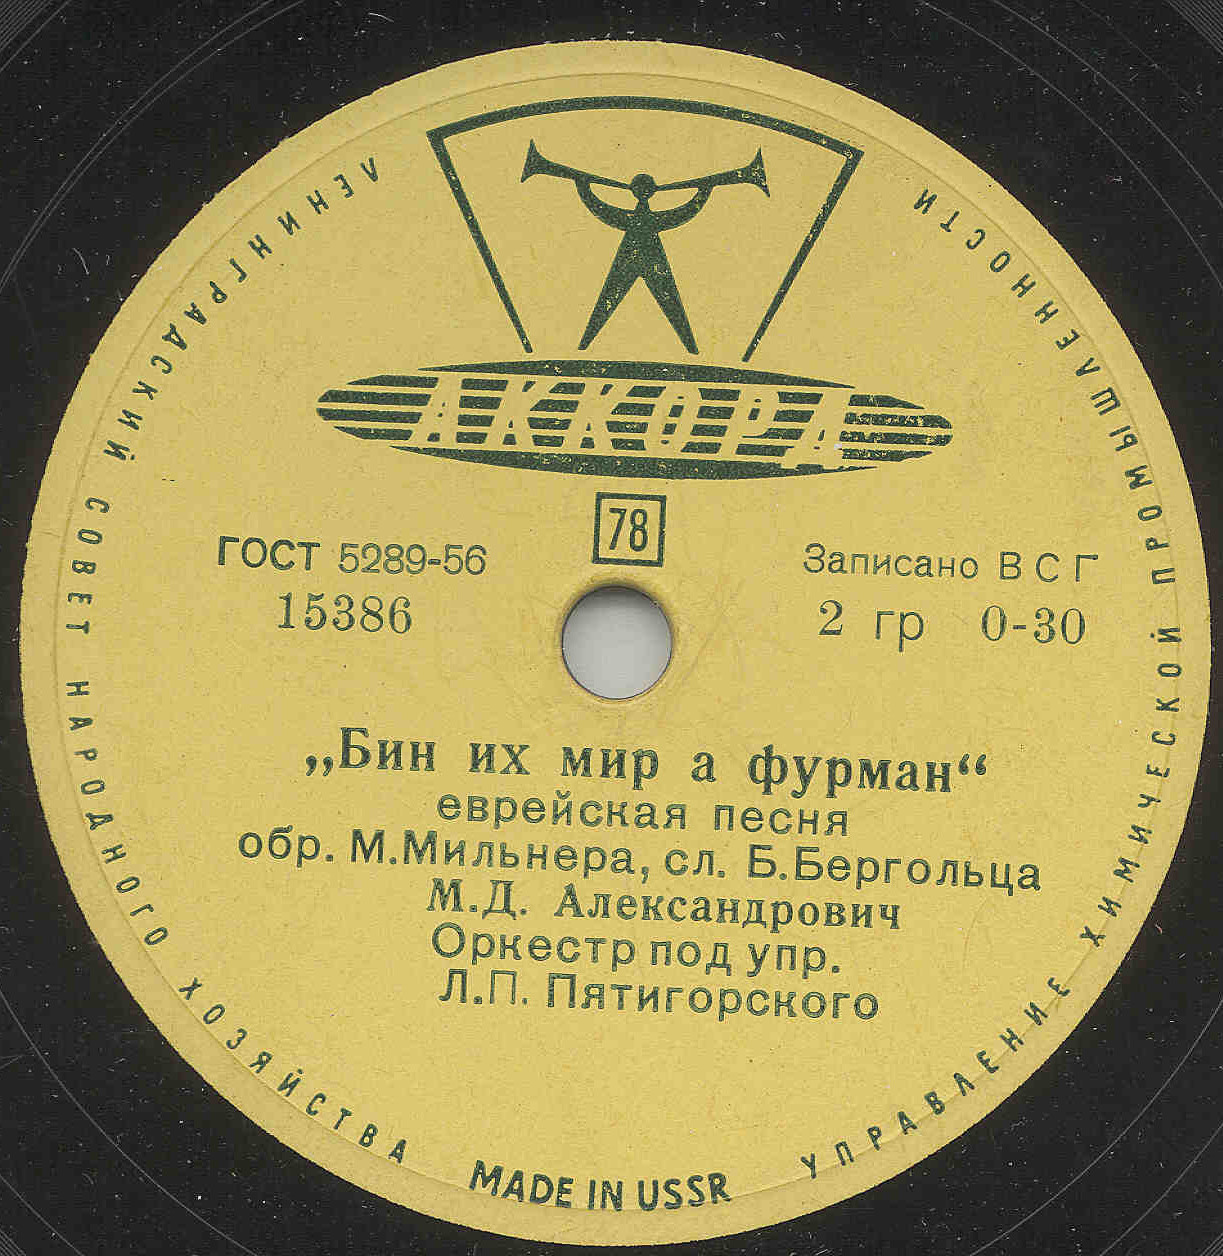 ЛЕНИНГРАДСКИЙ СОВЕТ НАРОДНОГО ХОЗЯЙСТВА
УПРАВЛЕНИЕ ХИМИЧЕСКОЙ ПРОМЫШЛЕННОСТИ
АККОРД
78
ГОСТ 5289-56
15386
Записано ВСГ
2 гр 0-30
„Бин их мир а фурман“
еврейская песня
обр. М.Мильнера, сл. Б.Бергольца
М.Д. Александрович
Оркестр под упр.
Л.П. Пятигорского
MADE IN USSR